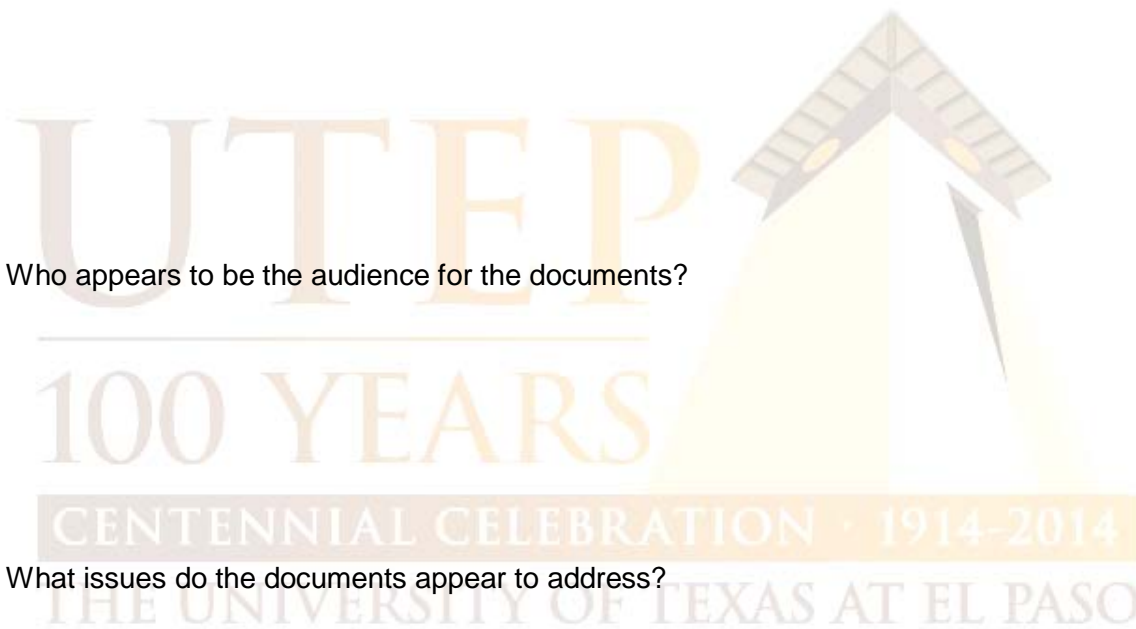 UTEP
Who appears to be the audience for the documents?
100 YEARS
CENTENNIAL CELEBRATION · 1914-2014
What issues do the documents appear to address?
THE UNIVERSITY OF TEXAS AT EL PASO